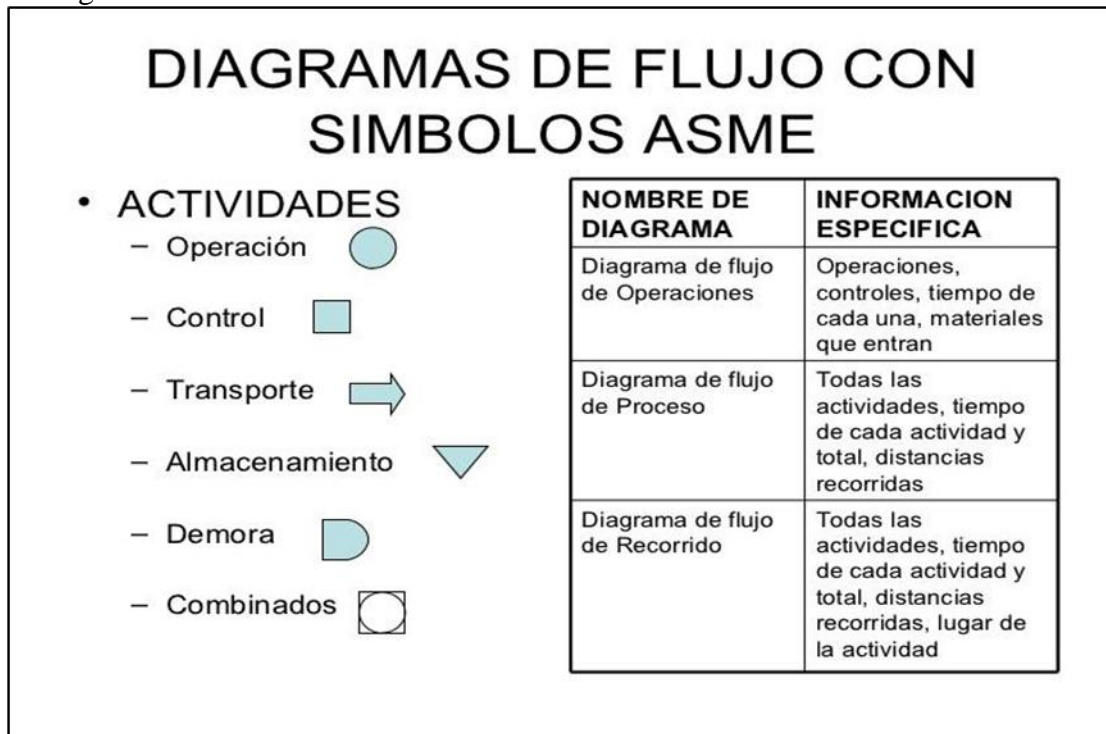 DIAGRAMAS DE FLUJO CON
SIMBOLOS ASME
• ACTIVIDADES
– Operación
– Control
– Transporte
– Almacenamiento
– Demora
– Combinados
NOMBRE DE
DIAGRAMA
INFORMACION
ESPECIFICA
Diagrama de flujo
de Operaciones
Operaciones,
controles, tiempo de
cada una, materiales
que entran
Diagrama de flujo
de Proceso
Todas las
actividades, tiempo
de cada actividad y
total, distancias
recorridas
Diagrama de flujo
de Recorrido
Todas las
actividades, tiempo
de cada actividad y
total, distancias
recorridas, lugar de
la actividad